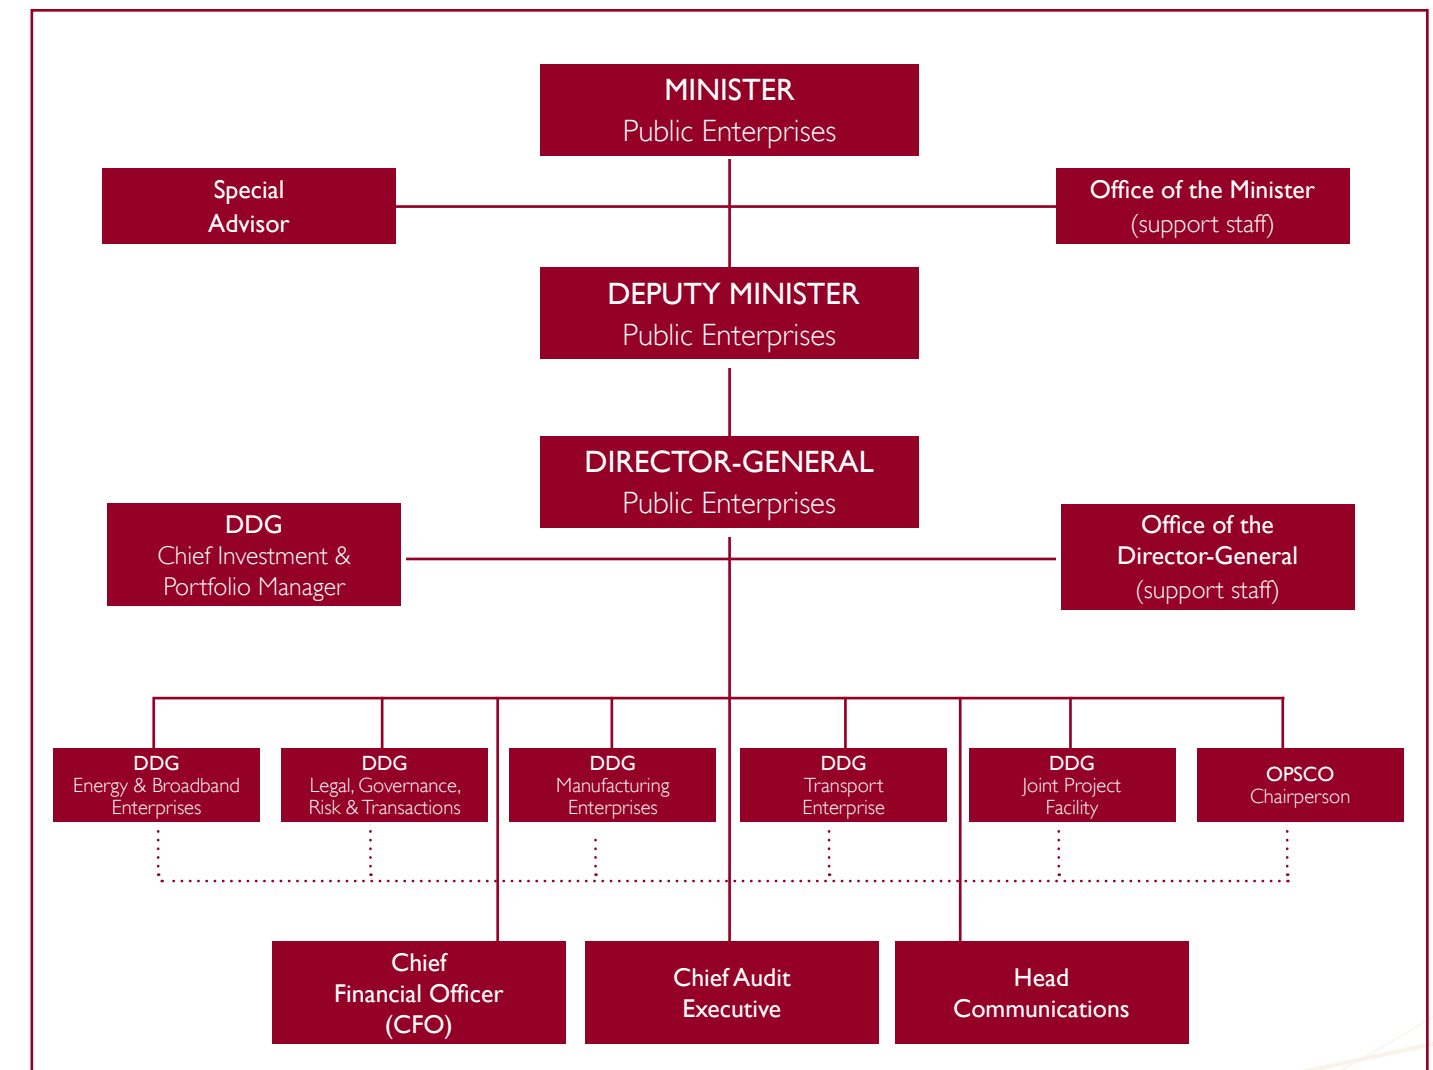 MINISTER
Public Enterprises
Special
Advisor
Office of the Minister
(support staff)
DEPUTY MINISTER
Public Enterprises
DIRECTOR-GENERAL
Public Enterprises
DDG
Chief Investment &
Portfolio Manager
Office of the
Director-General
(support staff)
DDG
Energy & Broadband
Enterprises
DDG
Legal, Governance,
Risk & Transactions
DDG
Manufacturing
Enterprises
DDG
Transport
Enterprise
DDG
Joint Project
Facility
OPSCO
Chairperson
Chief
Financial Officer
(CFO)
Chief Audit
Executive
Head
Communications